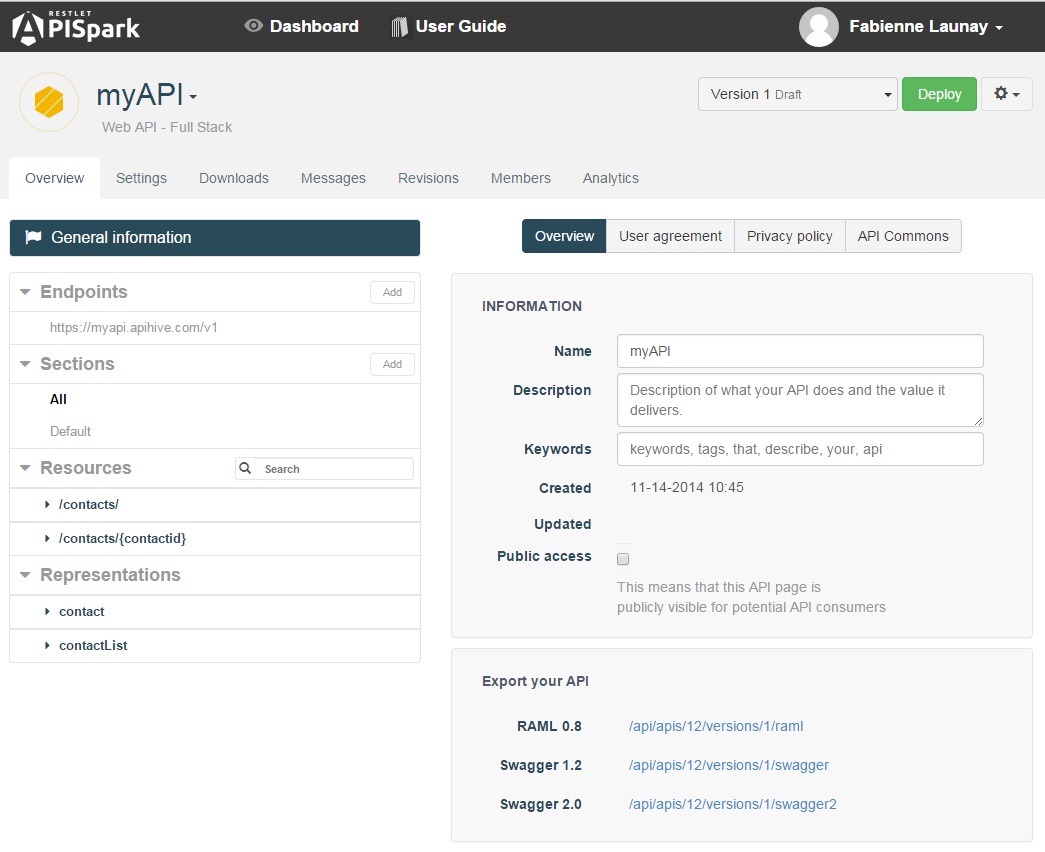 RESTLET
APISpark
Dashboard
User Guide
Fabienne Launay
myAPI
Web API - Full Stack
Version 1 Draft
Deploy
Overview
Settings
Downloads
Messages
Revisions
Members
Analytics
General information
Endpoints
Add
https://myapi.apihive.com/v1
Sections
Add
All
Default
Resources
Search
/contacts/
/contacts/{contactid}
Representations
contact
contactList
Overview
User agreement
Privacy policy
API Commons
INFORMATION
Name
myAPI
Description
Description of what your API does and the value it
delivers.
Keywords
keywords, tags, that, describe, your, api
Created
11-14-2014 10:45
Updated
Public access
This means that this API page is
publicly visible for potential API consumers
Export your API
RAML 0.8
/api/apis/12/versions/1/raml
Swagger 1.2
/api/apis/12/versions/1/swagger
Swagger 2.0
/api/apis/12/versions/1/swagger2